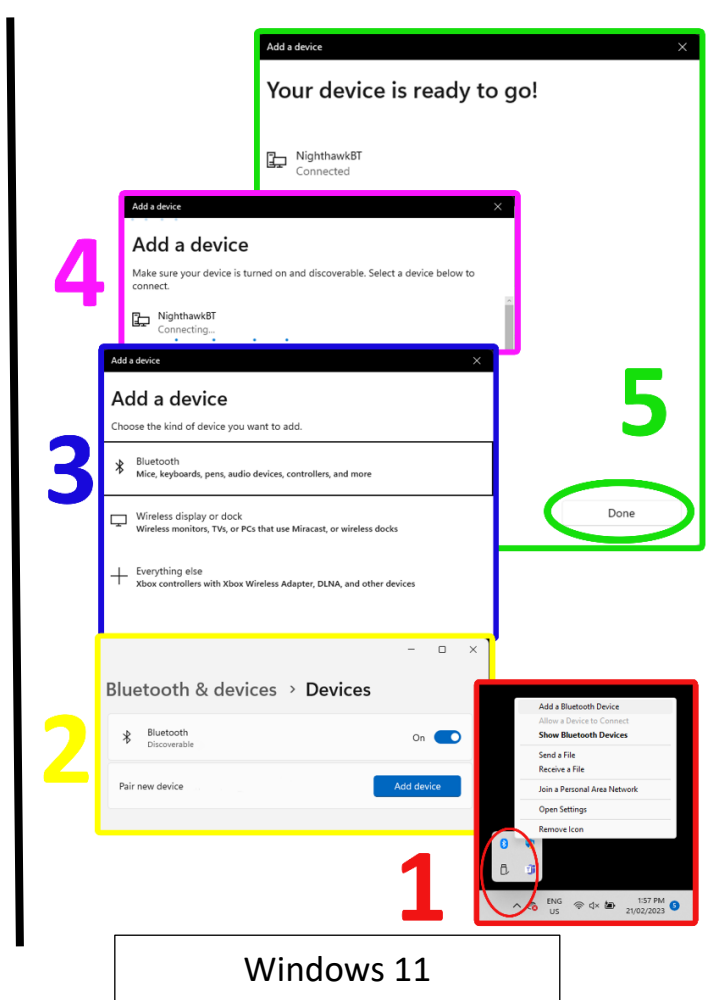 Add a device
Your device is ready to go!
NighthawkBT
Connected
5
Done
4
Add a device
Add a device
Make sure your device is turned on and discoverable. Select a device below to
connect.
NighthawkBT
Connecting...
3
Add a device
Add a device
Choose the kind of device you want to add.
Bluetooth
Mice, keyboards, pens, audio devices, controllers, and more
Wireless display or dock
Wireless monitors, TVs, or PCs that use Miracast, or wireless docks
Everything else
Xbox controllers with Xbox Wireless Adapter, DLNA, and other devices
2
Bluetooth & devices > Devices
Bluetooth
Discoverable
On
Pair new device
Add device
1
Add a Bluetooth Device
Allow a Device to Connect
Show Bluetooth Devices
Send a File
Receive a File
Join a Personal Area Network
Open Settings
Remove Icon
ENG
US
1:57 PM
21/02/2023
5
Windows 11